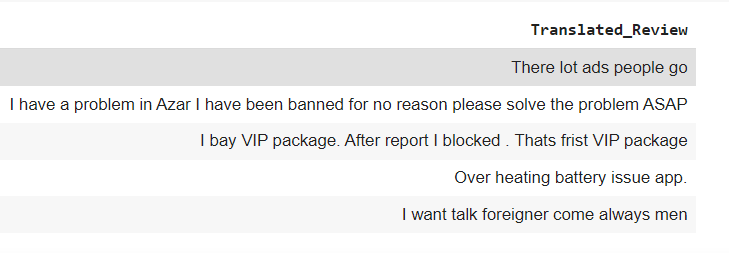 Translated_Review
There lot ads people go
I have a problem in Azar I have been banned for no reason please solve the problem ASAP
I bay VIP package. After report I blocked . Thats frist VIP package
Over heating battery issue app.
I want talk foreigner come always men